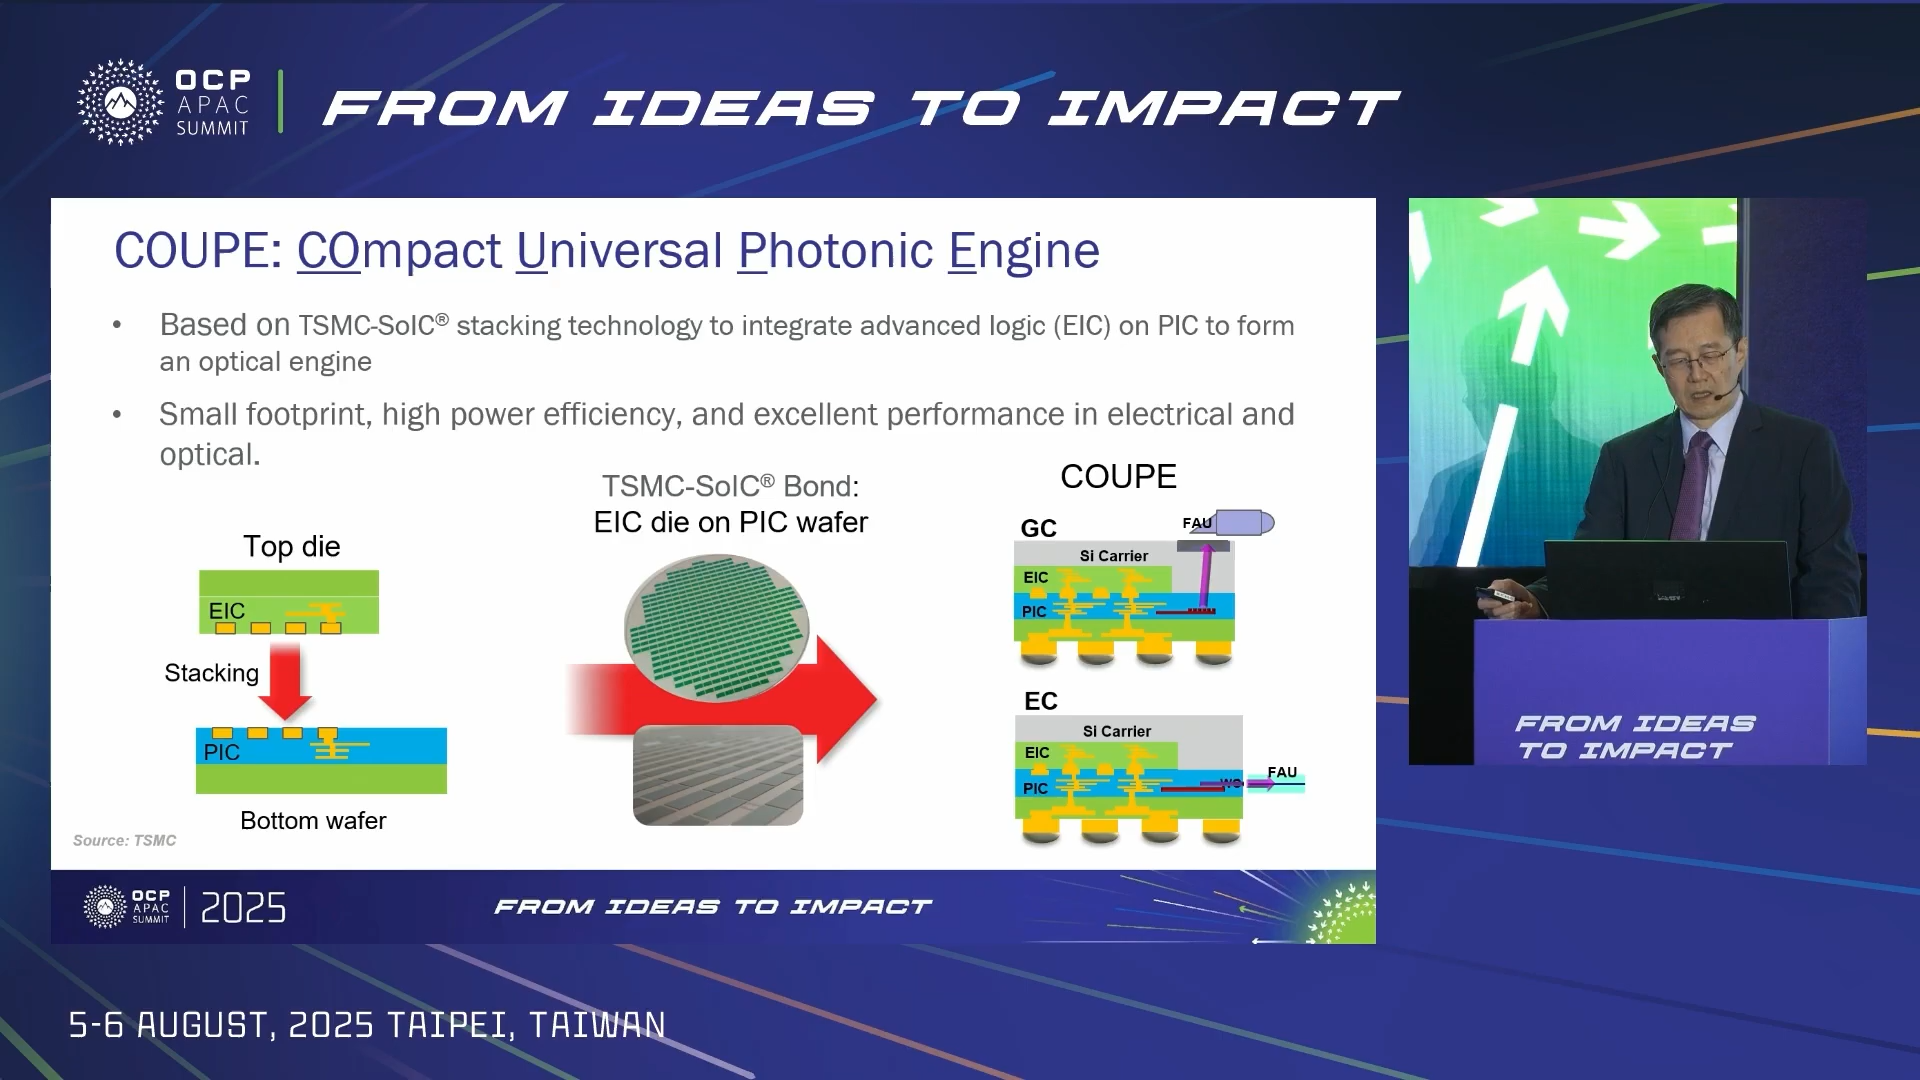 OCP
APAC
SUMMIT
FROM IDEAS TO IMPACT
COUPE: COmpact Universal Photonic Engine
• Based on TSMC-SoIC® stacking technology to integrate advanced logic (EIC) on PIC to form
an optical engine
• Small footprint, high power efficiency, and excellent performance in electrical and
optical.
Top die
EIC
Stacking
PIC
Bottom wafer
Source: TSMC
TSMC-SoIC® Bond:
EIC die on PIC wafer
COUPE
GC
FAU
Si Carrier
EIC
PIC
EC
Si Carrier
EIC
PIC
FAU
OCP
APAC
SUMMIT
2025
FROM IDEAS TO IMPACT
FROM IDEAS
TO IMPACT
5-6 AUGUST, 2025 TAIPEI, TAIWAN